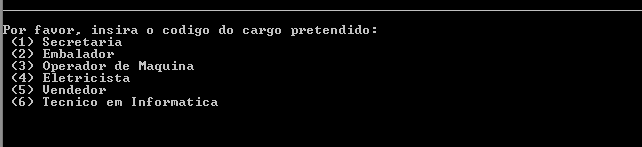 Por favor, insira o codigo do cargo pretendido:
(1) Secretaria
(2) Embalador
(3) Operador de Maquina
(4) Eletricista
(5) Vendedor
(6) Tecnico em Informatica